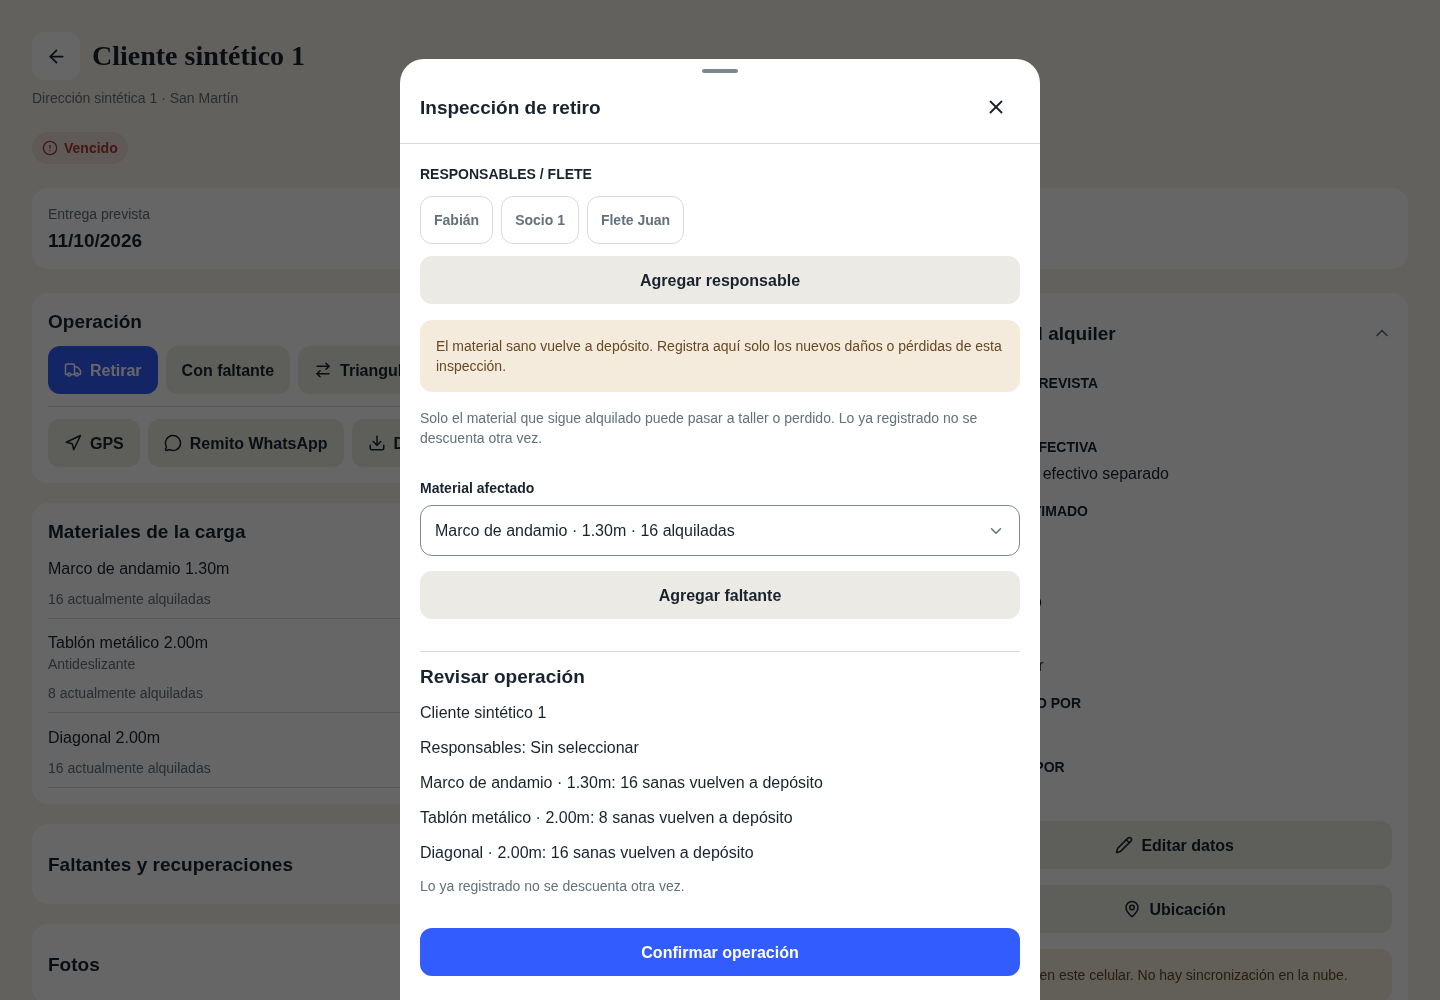 Cliente sintético 1
Dirección sintética 1 · San Martín
Vencido
Entrega prevista
11/10/2026
Operación
Retirar
Con faltante
GPS
Remito WhatsApp
Materiales de la carga
Marco de andamio 1.30m
16 actualmente alquiladas
Tablón metálico 2.00m
Antideslizante
8 actualmente alquiladas
Diagonal 2.00m
16 actualmente alquiladas
Faltantes y recuperaciones
Fotos
Inspección de retiro
RESPONSABLES / FLETE
Fabián
Socio 1
Flete Juan
Agregar responsable
El material sano vuelve a depósito. Registra aquí solo los nuevos daños o pérdidas de esta
inspección.
Solo el material que sigue alquilado puede pasar a taller o perdido. Lo ya registrado no se
descuenta otra vez.
Material afectado
Marco de andamio · 1.30m · 16 alquiladas
Agregar faltante
Revisar operación
Cliente sintético 1
Responsables: Sin seleccionar
Marco de andamio · 1.30m: 16 sanas vuelven a depósito
Tablón metálico · 2.00m: 8 sanas vuelven a depósito
Diagonal · 2.00m: 16 sanas vuelven a depósito
Lo ya registrado no se descuenta otra vez.
Confirmar operación
alquiler
efectivo separado
POR
POR
Editar datos
Ubicación
en este celular. No hay sincronización en la nube.